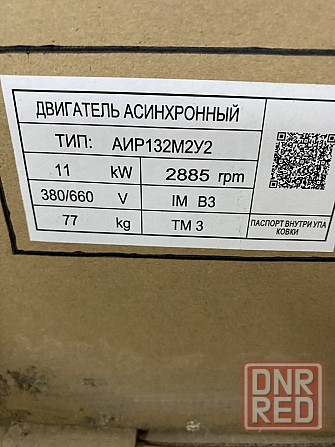 ДВИГАТЕЛЬ АСИНХРОННЫЙ
ТИП: АИР132М2У2
11 kW 2885 rpm
380/660 V IM B3
77 kg TM 3
ПАСПОРТ ВНУТРИ УПА
КОВКИ
DNR
RED